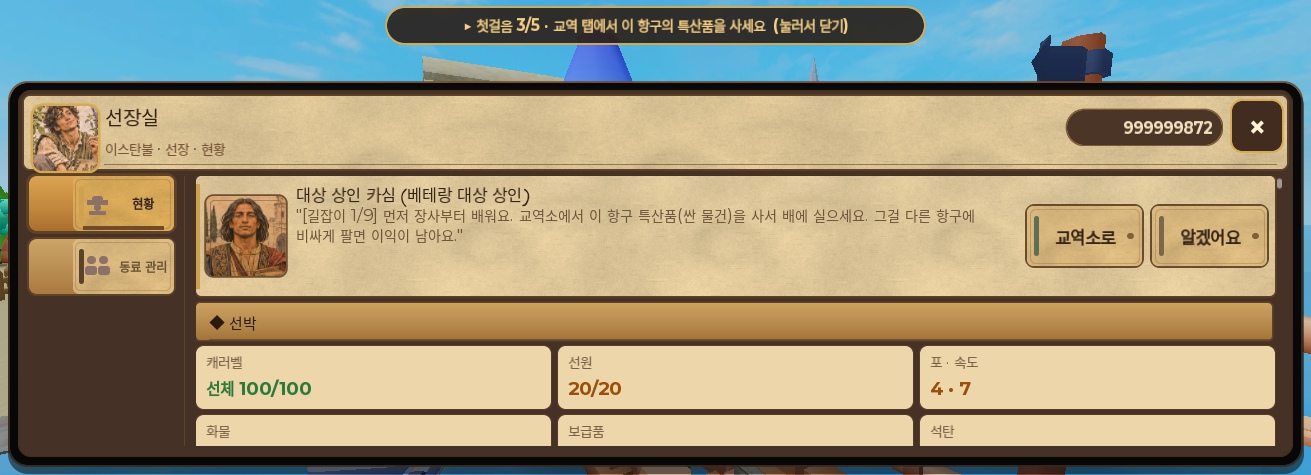 ▸ 첫걸음 3/5 · 교역 탭에서 이 항구의 특산품을 사세요 (눌러서 닫기)
선장실
이스탄불 · 선장 · 현황
999999872
×
현황
동료 관리
대상 상인 카심 (베테랑 대상 상인)
"[길잡이 1/9] 먼저 장사부터 배워요. 교역소에서 이 항구 특산품(싼 물건)을 사서 배에 실으세요. 그걸 다른 항구에
비싸게 팔면 이익이 남아요."
교역소로
알겠어요
◆ 선박
캐러벨
선체 100/100
선원
20/20
포 · 속도
4 · 7
화물
보급품
석탄